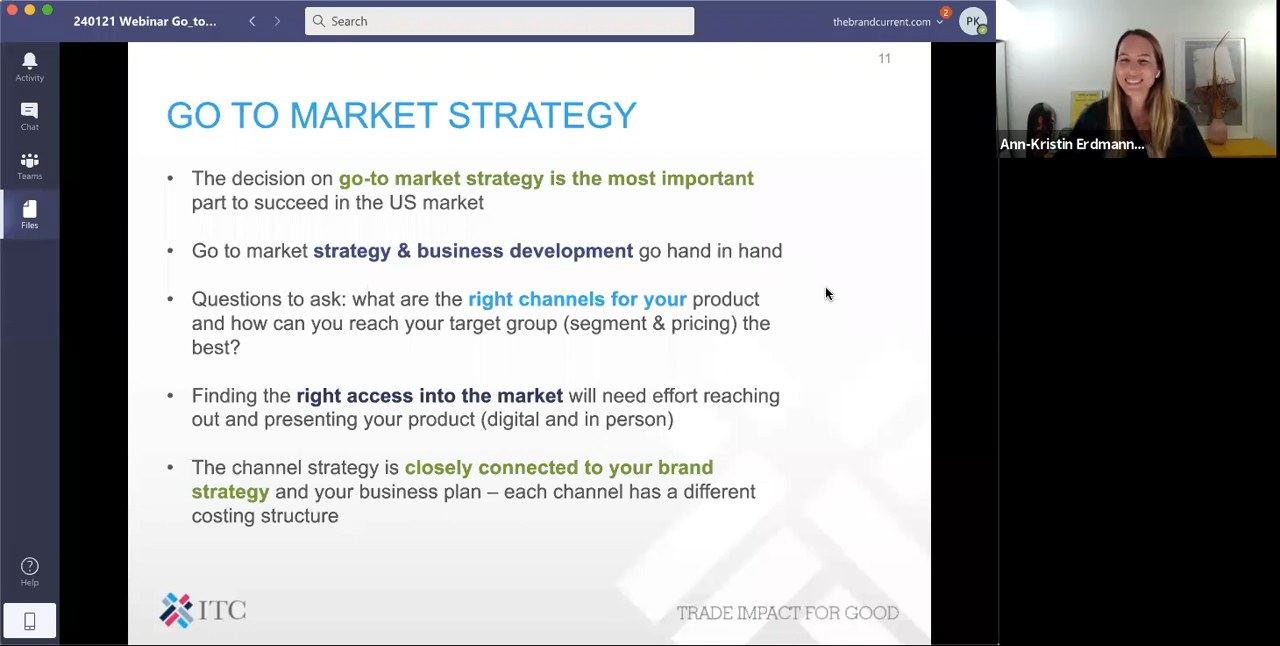 240121 Webinar Go_to...
Search
thebrandcurrent.com
2
PK
Activity
Chat
Teams
Files
Help
11
GO TO MARKET STRATEGY
• The decision on go-to market strategy is the most important
part to succeed in the US market
• Go to market strategy & business development go hand in hand
• Questions to ask: what are the right channels for your product
and how can you reach your target group (segment & pricing) the
best?
• Finding the right access into the market will need effort reaching
out and presenting your product (digital and in person)
• The channel strategy is closely connected to your brand
strategy and your business plan – each channel has a different
costing structure
ITC
TRADE IMPACT FOR GOOD
Ann-Kristin Erdmann...